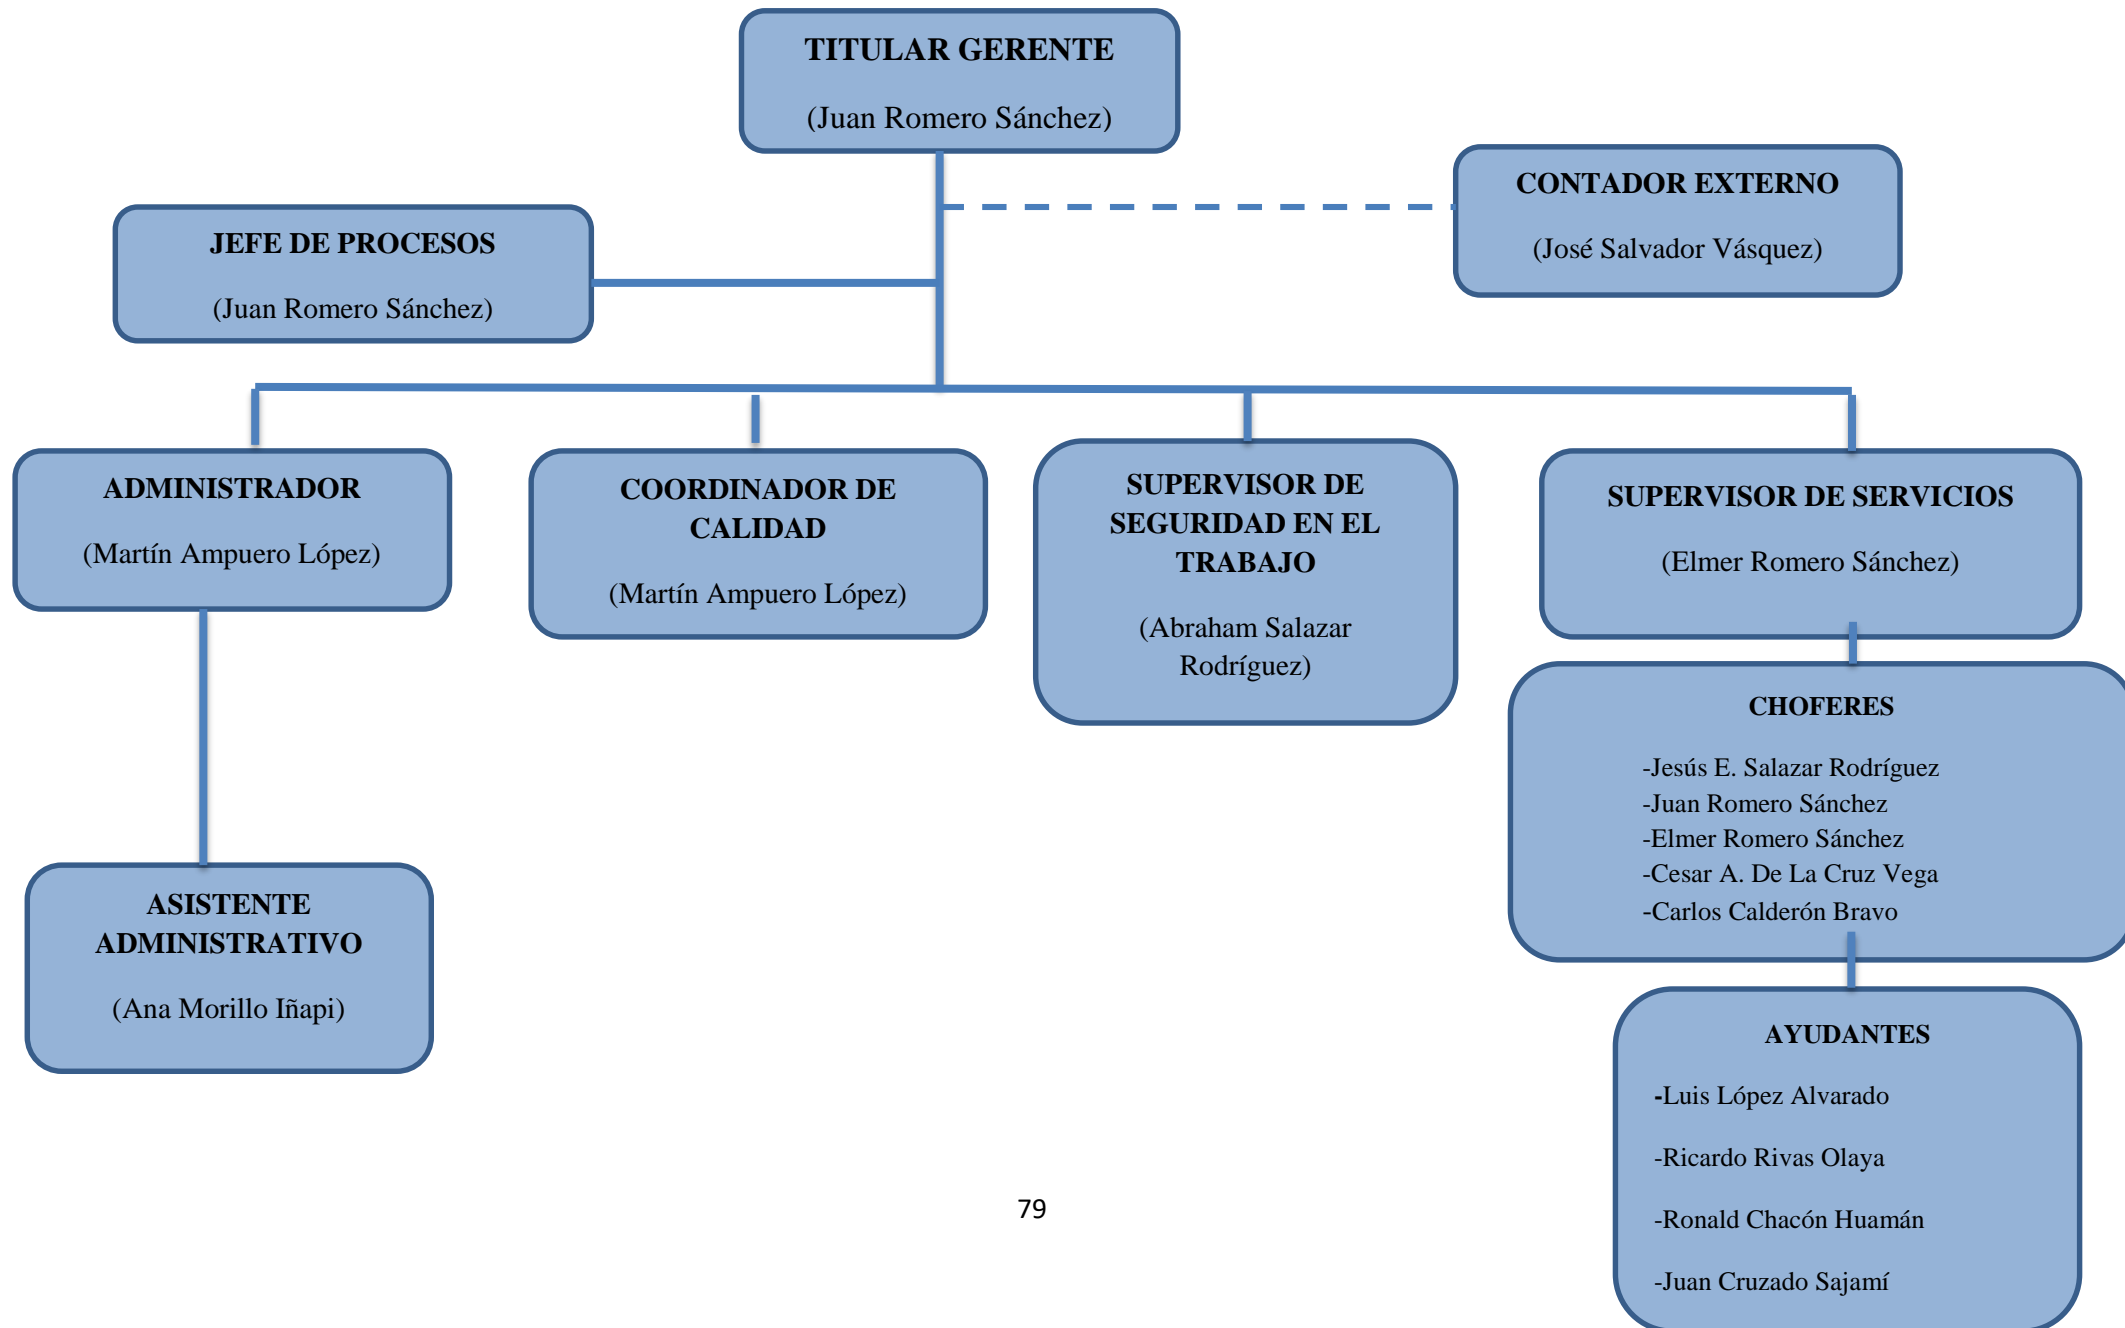 TITULAR GERENTE
(Juan Romero Sánchez)
CONTADOR EXTERNO
(José Salvador Vásquez)
JEFE DE PROCESOS
(Juan Romero Sánchez)
ADMINISTRADOR
(Martín Ampuero López)
COORDINADOR DE
CALIDAD
(Martín Ampuero López)
SUPERVISOR DE
SEGURIDAD EN EL
TRABAJO
(Abraham Salazar
Rodríguez)
SUPERVISOR DE SERVICIOS
(Elmer Romero Sánchez)
CHOFERES
-Jesús E. Salazar Rodríguez
-Juan Romero Sánchez
-Elmer Romero Sánchez
-Cesar A. De La Cruz Vega
-Carlos Calderón Bravo
ASISTENTE
ADMINISTRATIVO
(Ana Morillo Iñapi)
AYUDANTES
-Luis López Alvarado
-Ricardo Rivas Olaya
-Ronald Chacón Huamán
-Juan Cruzado Sajamí
79